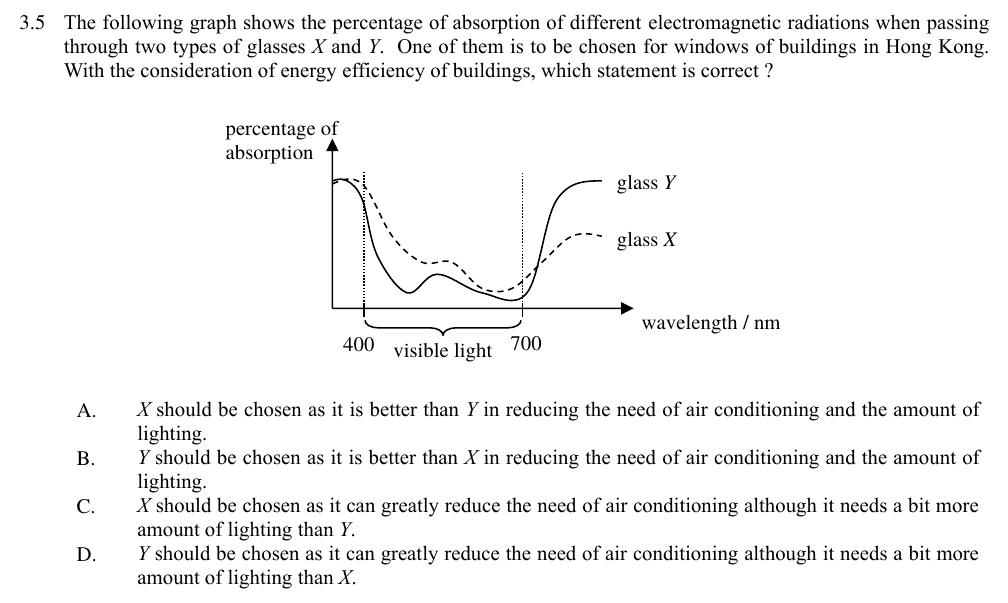 3.5 The following graph shows the percentage of absorption of different electromagnetic radiations when passing
through two types of glasses X and Y. One of them is to be chosen for windows of buildings in Hong Kong.
With the consideration of energy efficiency of buildings, which statement is correct ?
percentage of
absorption
glass Y
glass X
wavelength / nm
400 visible light 700
A. X should be chosen as it is better than Y in reducing the need of air conditioning and the amount of
lighting.
B. Y should be chosen as it is better than X in reducing the need of air conditioning and the amount of
lighting.
C. X should be chosen as it can greatly reduce the need of air conditioning although it needs a bit more
amount of lighting than Y.
D. Y should be chosen as it can greatly reduce the need of air conditioning although it needs a bit more
amount of lighting than X.